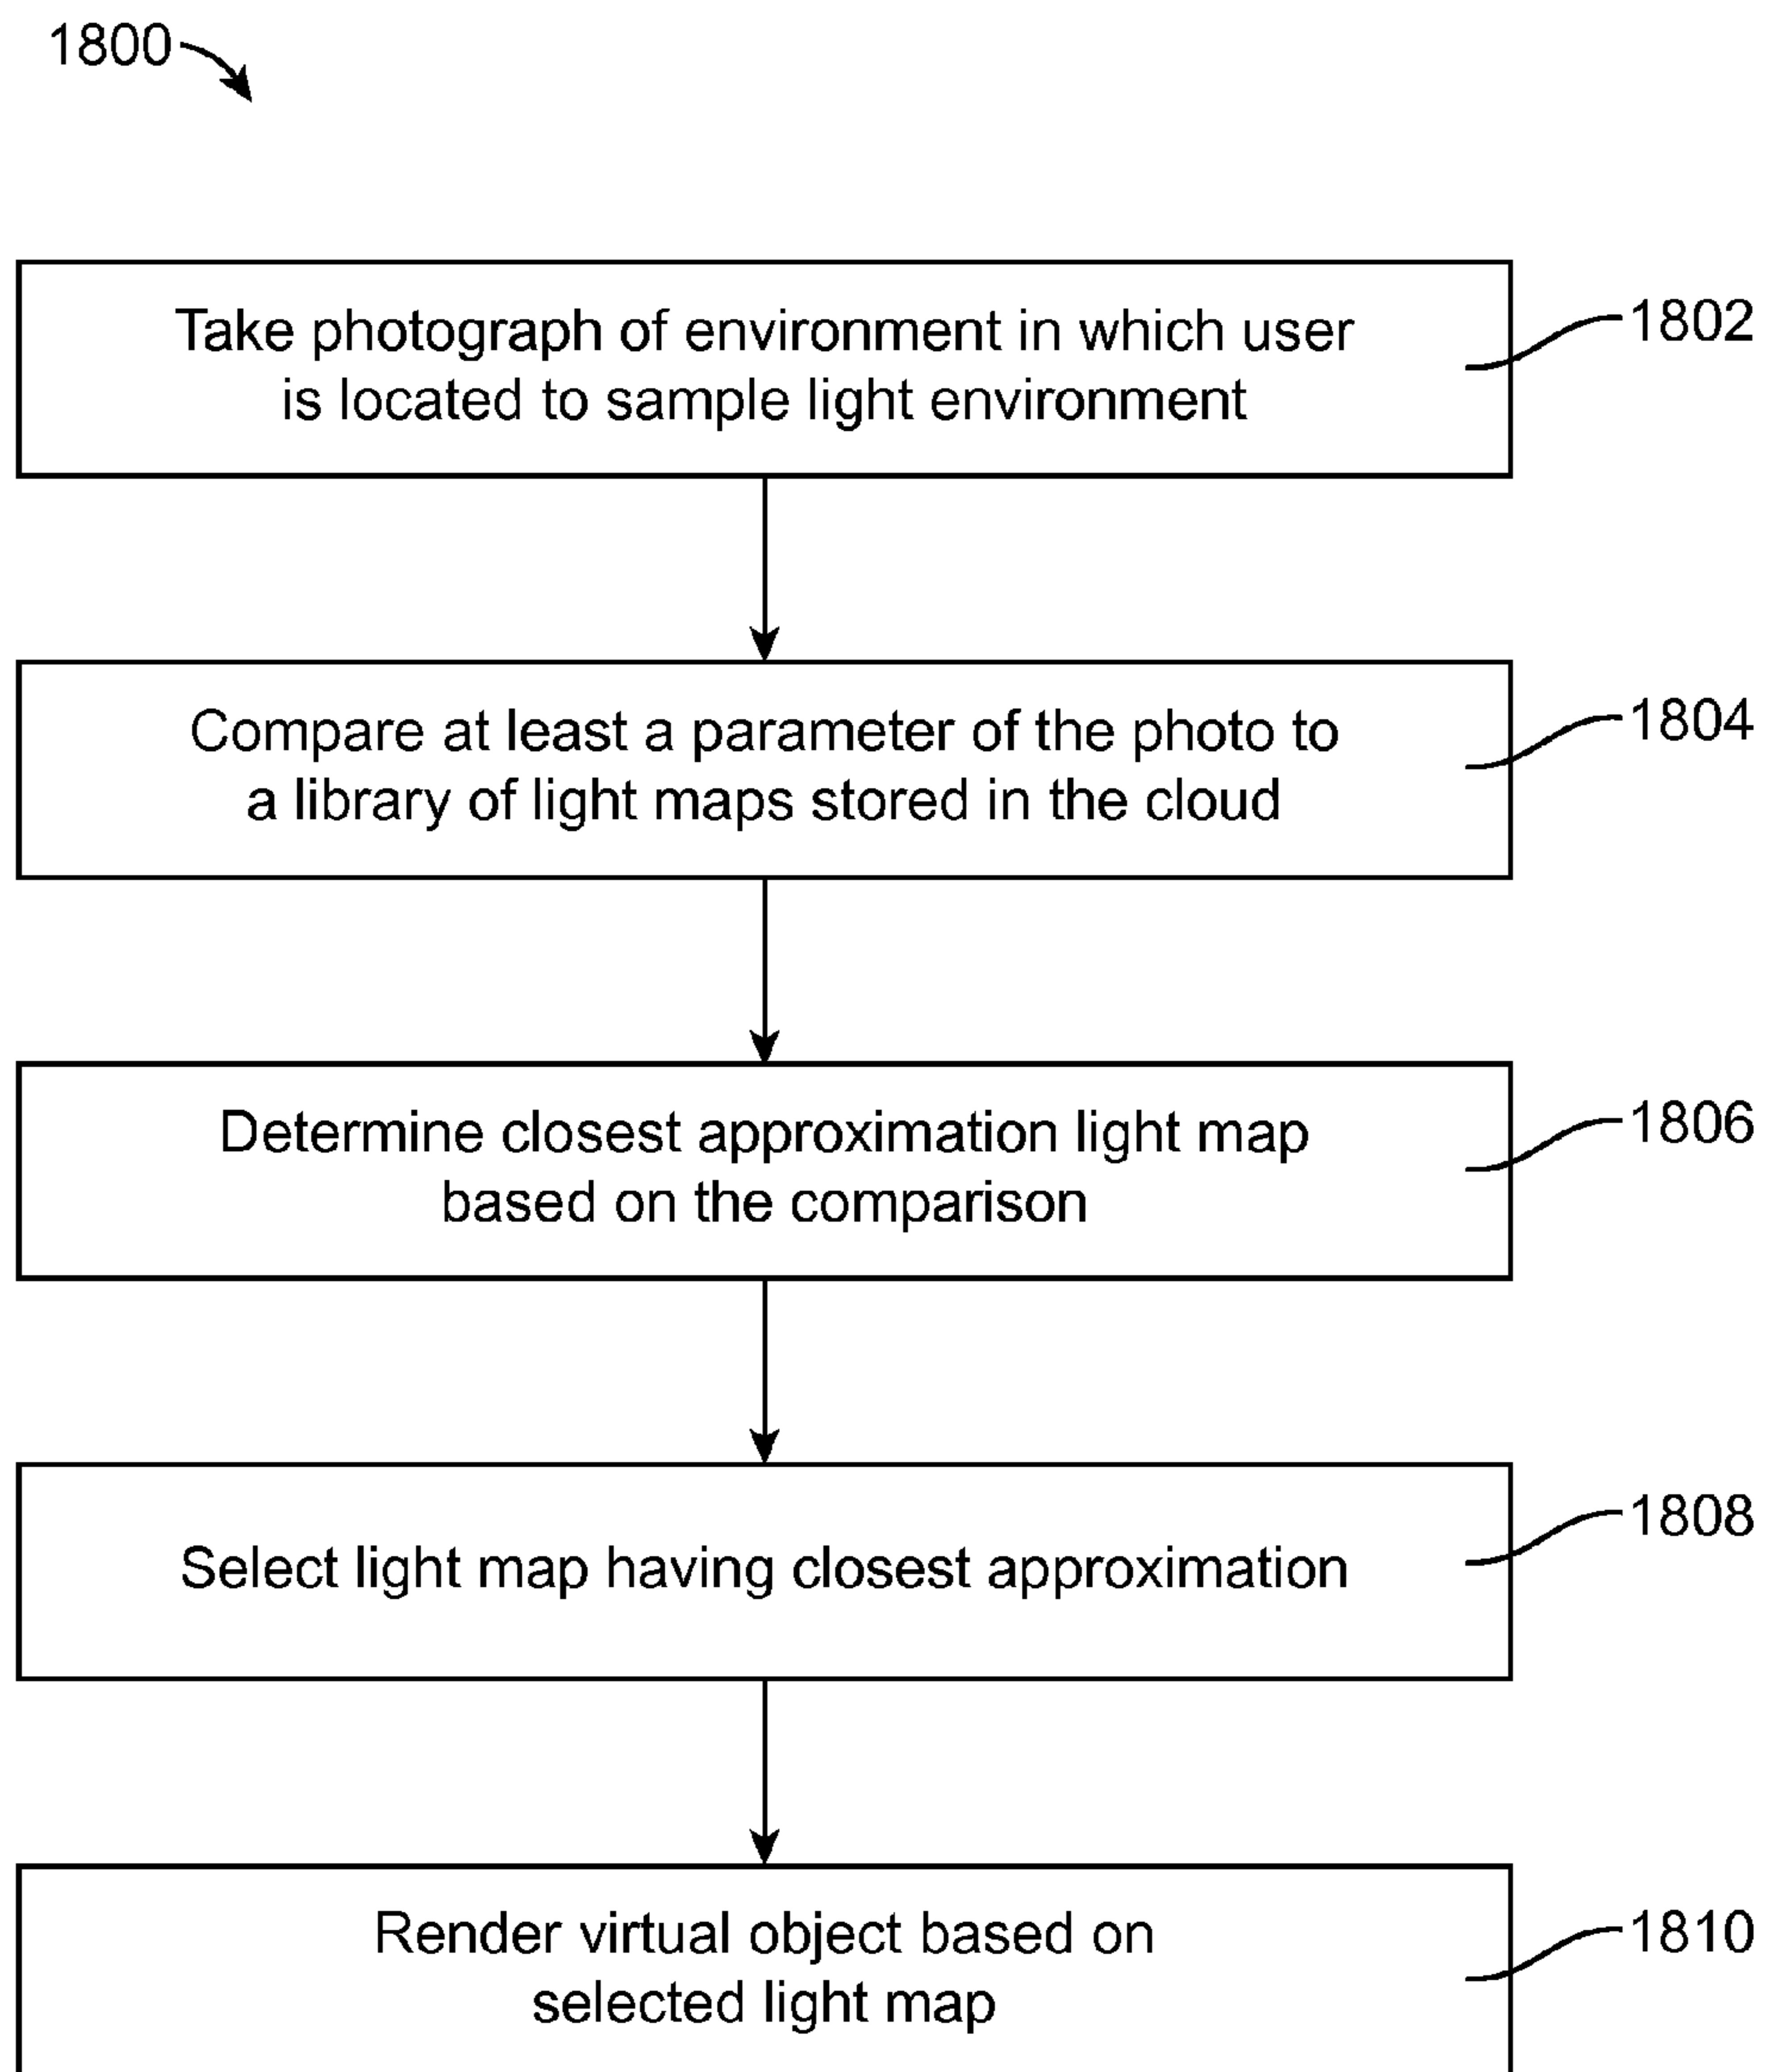 1800
Take photograph of environment in which user
is located to sample light environment
1802
Compare at least a parameter of the photo to
a library of light maps stored in the cloud
1804
Determine closest approximation light map
based on the comparison
1806
Select light map having closest approximation
1808
Render virtual object based on
selected light map
1810